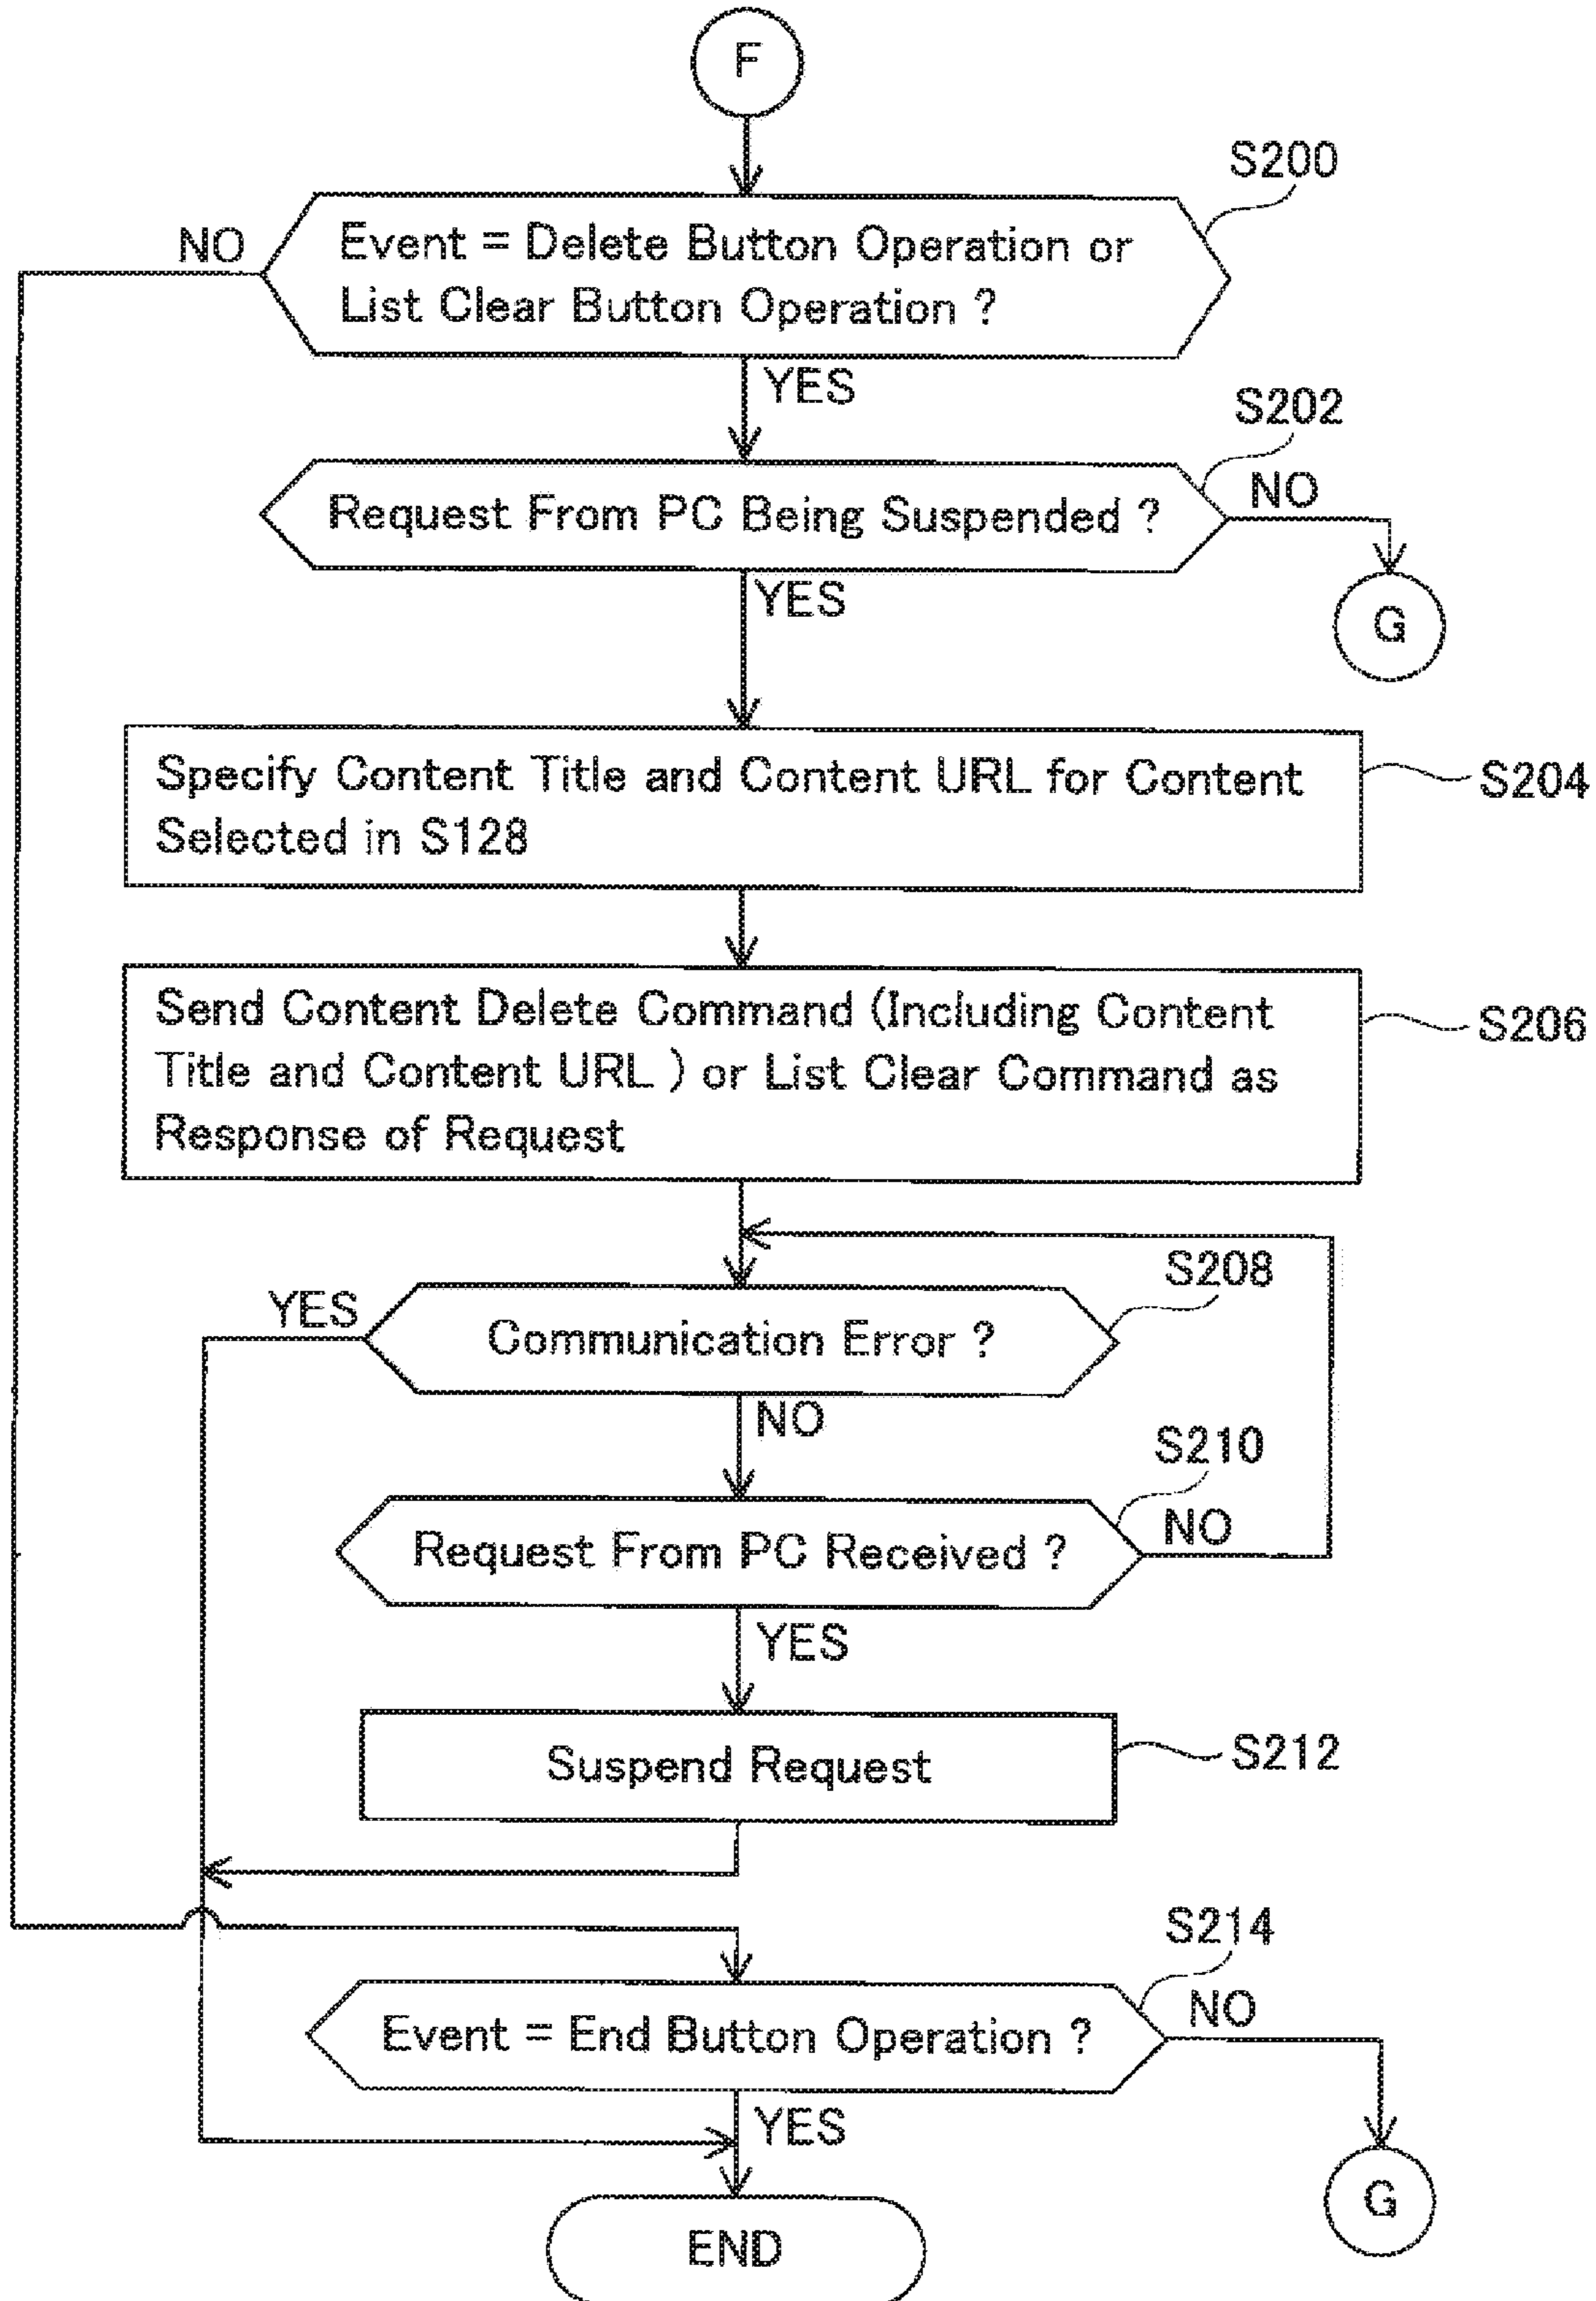 F
S200
NO
Event = Delete Button Operation or
List Clear Button Operation ?
YES
S202
Request From PC Being Suspended ?
NO
YES
G
Specify Content Title and Content URL for Content
Selected in S128
S204
Send Content Delete Command (Including Content
Title and Content URL ) or List Clear Command as
Response of Request
S206
S208
YES
Communication Error ?
NO
S210
Request From PC Received ?
NO
YES
Suspend Request
S212
S214
Event = End Button Operation ?
NO
YES
G
END